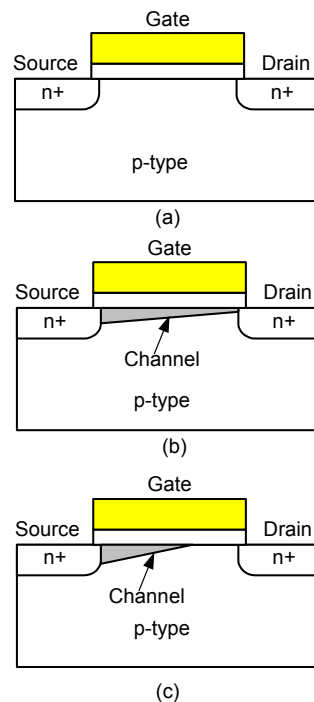 Gate
Source Drain
n+ n+
p-type
(a)
Gate
Source Drain
n+ n+
Channel
p-type
(b)
Gate
Source Drain
n+ n+
Channel
p-type
(c)